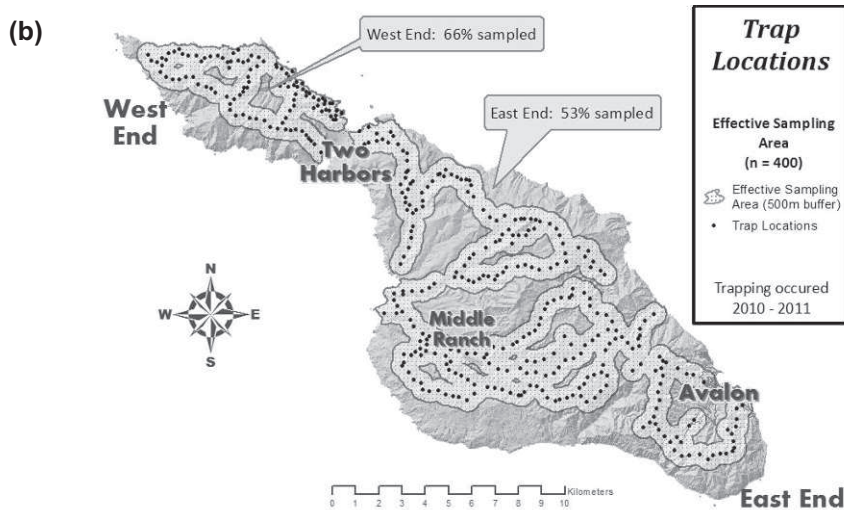 (b)
West End: 66% sampled
East End: 53% sampled
West
End
Two
Harbors
Middle
Ranch
Avalon
East End
N
W E
S
0 1 2 3 4 5 6 7 8 9 10 Kilometers
Trap
Locations
Effective Sampling
Area
(n = 400)
Effective Sampling
Area (500m buffer)
Trap Locations
Trapping occured
2010 - 2011